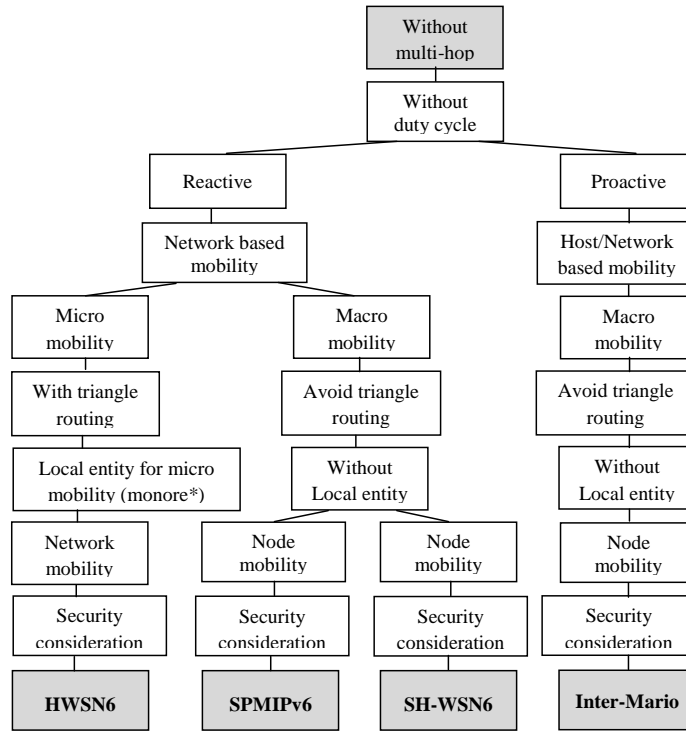 Without
multi-hop
Without
duty cycle
Reactive
Proactive
Network based
mobility
Host/Network
based mobility
Micro
mobility
Macro
mobility
Macro
mobility
With triangle
routing
Avoid triangle
routing
Avoid triangle
routing
Local entity for micro
mobility (monore*)
Without
Local entity
Without
Local entity
Network
mobility
Node
mobility
Node
mobility
Node
mobility
Security
consideration
Security
consideration
Security
consideration
Security
consideration
HWSN6
SPMIPv6
SH-WSN6
Inter-Mario